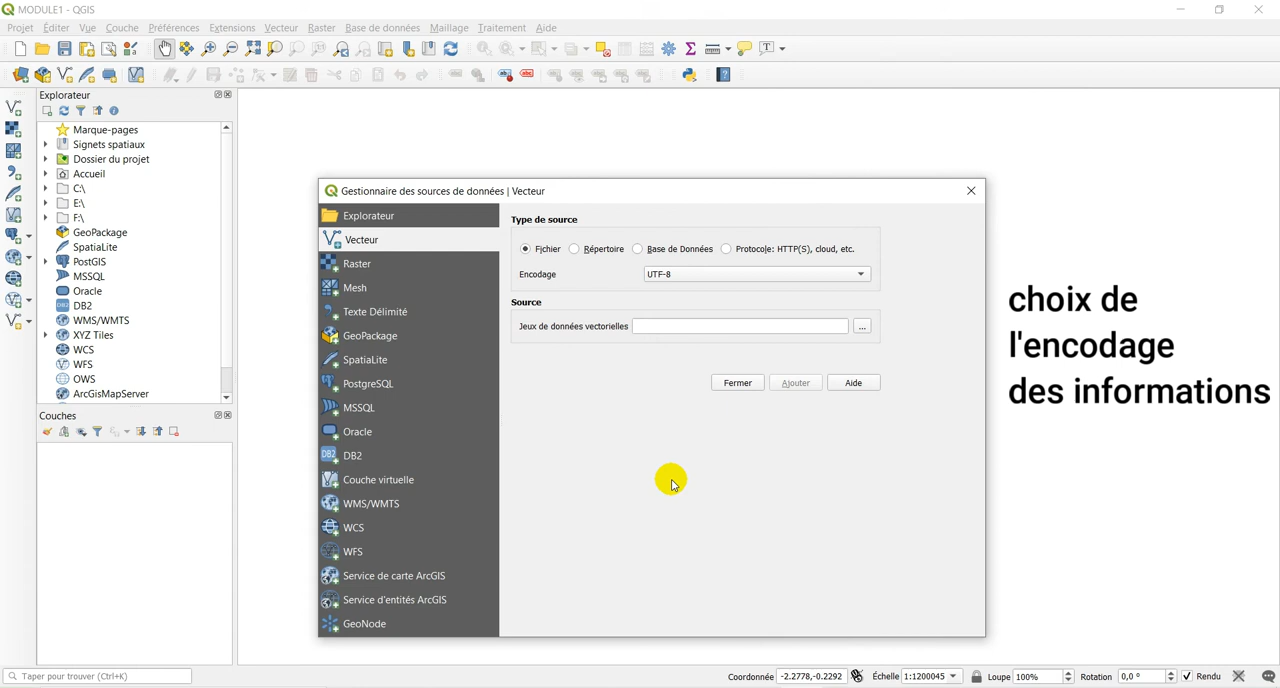 MODULE1 - QGIS
Projet Éditer Vue Couche Préférences Extensions Vecteur Raster Base de données Maillage Traitement Aide
Explorateur
Marque-pages
Signets spatiaux
Dossier du projet
Accueil
C:\
E:\
F:\
GeoPackage
SpatiaLite
PostGIS
MSSQL
Oracle
DB2
WMS/WMTS
XYZ Tiles
WCS
WFS
OWS
ArcGisMapServer
Couches
Gestionnaire des sources de données | Vecteur
Explorateur
Vecteur
Raster
Mesh
Texte Délimité
GeoPackage
SpatiaLite
PostgreSQL
MSSQL
Oracle
DB2
Couche virtuelle
WMS/WMTS
WCS
WFS
Service de carte ArcGIS
Service d'entités ArcGIS
GeoNode
Type de source
Fichier Répertoire Base de Données Protocole: HTTP(S), cloud, etc.
Encodage UTF-8
Source
Jeux de données vectorielles ...
Fermer Ajouter Aide
choix de
l'encodage
des informations
Taper pour trouver (Ctrl+K) Coordonnée -2.2778,-0.2292 Échelle 1:1200045 Loupe 100% Rotation 0,0 ° Rendu